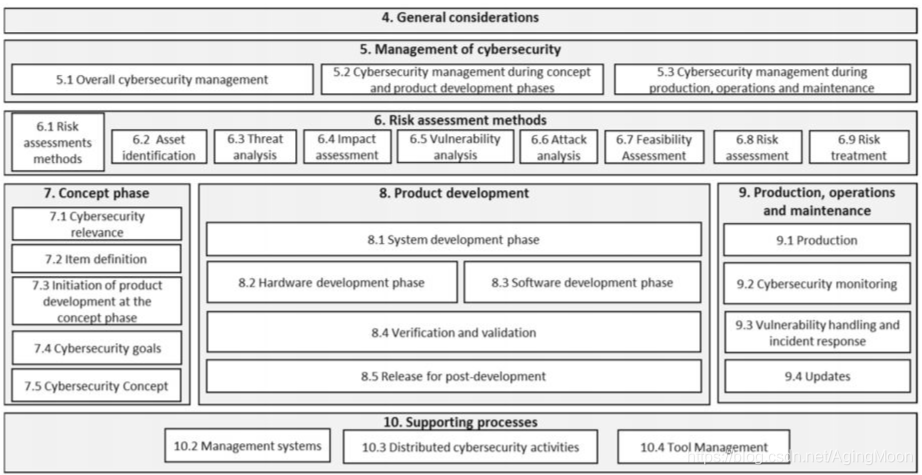 4. General considerations
5. Management of cybersecurity
5.1 Overall cybersecurity management
5.2 Cybersecurity management during concept
and product development phases
5.3 Cybersecurity management during
production, operations and maintenance
6. Risk assessment methods
6.1 Risk
assessments
methods
6.2 Asset
identification
6.3 Threat
analysis
6.4 Impact
assessment
6.5 Vulnerability
analysis
6.6 Attack
analysis
6.7 Feasibility
Assessment
6.8 Risk
assessment
6.9 Risk
treatment
7. Concept phase
7.1 Cybersecurity
relevance
7.2 Item definition
7.3 Initiation of product
development at the
concept phase
7.4 Cybersecurity goals
7.5 Cybersecurity Concept
8. Product development
8.1 System development phase
8.2 Hardware development phase
8.3 Software development phase
8.4 Verification and validation
8.5 Release for post-development
9. Production, operations
and maintenance
9.1 Production
9.2 Cybersecurity monitoring
9.3 Vulnerability handling and
incident response
9.4 Updates
10. Supporting processes
10.2 Management systems
10.3 Distributed cybersecurity activities
10.4 Tool Management
https://blog.csdn.net/AgingMoon